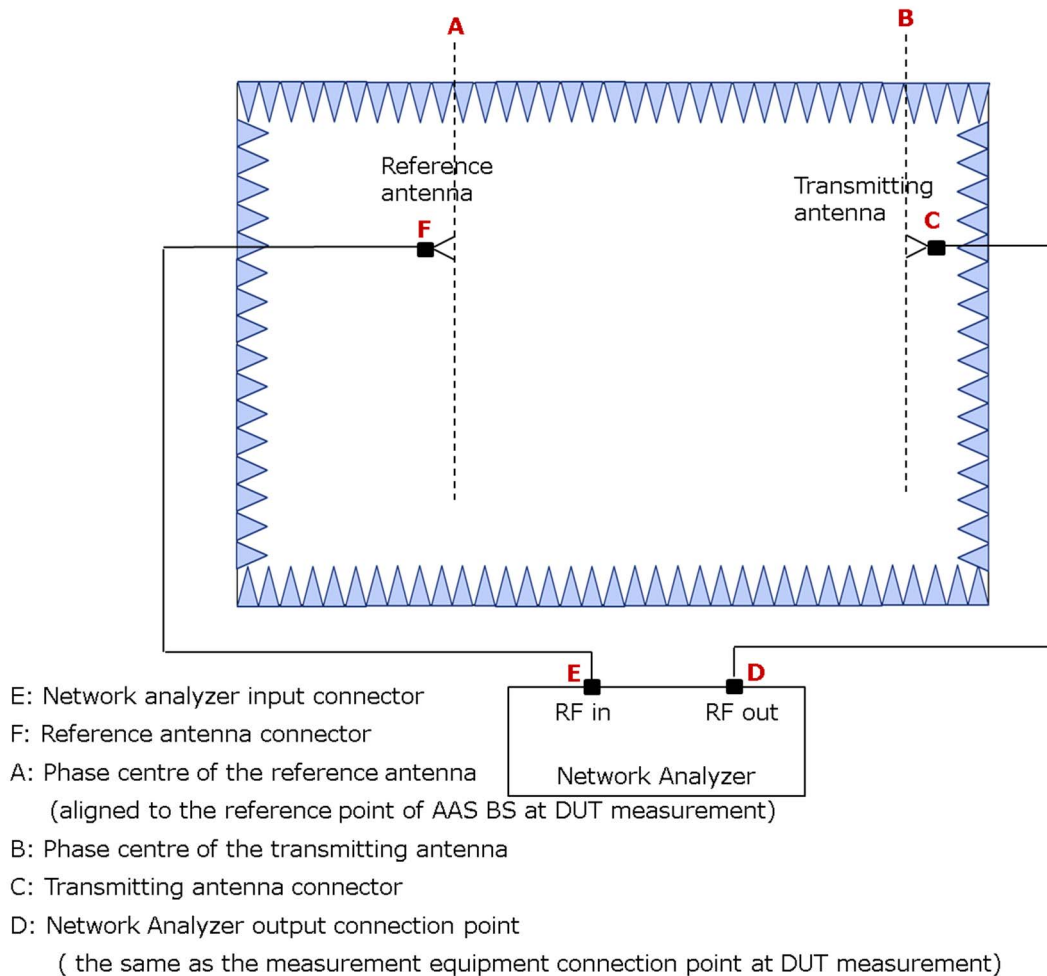 A
B
Reference
antenna
Transmitting
antenna
F
C
E
D
RF in
RF out
Network Analyzer
E: Network analyzer input connector
F: Reference antenna connector
A: Phase centre of the reference antenna
(aligned to the reference point of AAS BS at DUT measurement)
B: Phase centre of the transmitting antenna
C: Transmitting antenna connector
D: Network Analyzer output connection point
( the same as the measurement equipment connection point at DUT measurement)